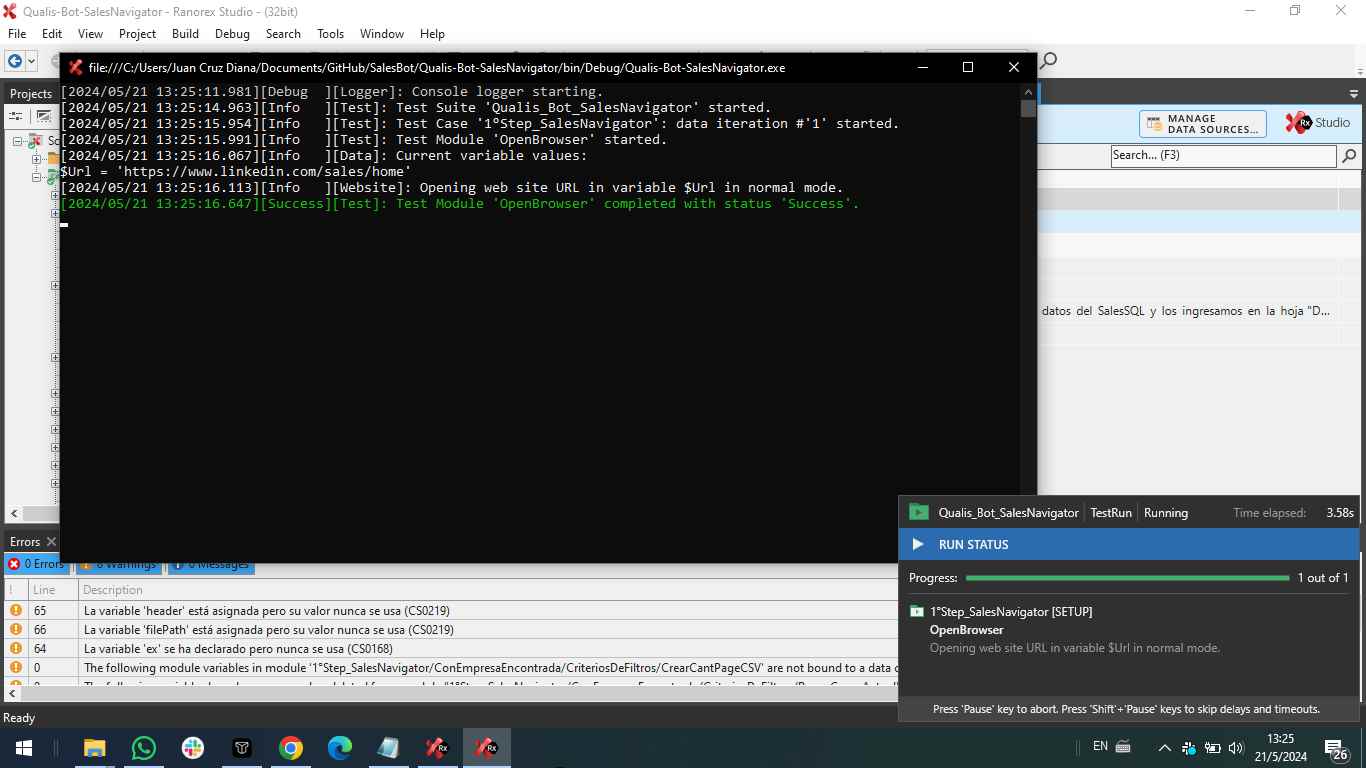 Qualis-Bot-SalesNavigator - Ranorex Studio - (32bit)
File Edit View Project Build Debug Search Tools Window Help
file:///C:/Users/Juan Cruz Diana/Documents/GitHub/SalesBot/Qualis-Bot-SalesNavigator/bin/Debug/Qualis-Bot-SalesNavigator.exe
Projects
[2024/05/21 13:25:11.981][Debug  ][Logger]: Console logger starting.
[2024/05/21 13:25:14.963][Info   ][Test]: Test Suite 'Qualis_Bot_SalesNavigator' started.
[2024/05/21 13:25:15.954][Info   ][Test]: Test Case '1°Step_SalesNavigator': data iteration #'1' started.
[2024/05/21 13:25:15.991][Info   ][Test]: Test Module 'OpenBrowser' started.
[2024/05/21 13:25:16.067][Info   ][Data]: Current variable values:
$Url = 'https://www.linkedin.com/sales/home'
[2024/05/21 13:25:16.113][Info   ][Website]: Opening web site URL in variable $Url in normal mode.
[2024/05/21 13:25:16.647][Success][Test]: Test Module 'OpenBrowser' completed with status 'Success'.
MANAGE
DATA SOURCES...
Rx Studio
Search... (F3)
datos del SalesSQL y los ingresamos en la hoja "D...
Qualis_Bot_SalesNavigator TestRun Running Time elapsed: 3.58s
RUN STATUS
Progress: 1 out of 1
1°Step_SalesNavigator [SETUP]
OpenBrowser
Opening web site URL in variable $Url in normal mode.
Press 'Pause' key to abort. Press 'Shift'+'Pause' keys to skip delays and timeouts.
Errors
0 Errors Warnings 0 Messages
! Line Description
65 La variable 'header' está asignada pero su valor nunca se usa (CS0219)
66 La variable 'filePath' está asignada pero su valor nunca se usa (CS0219)
64 La variable 'ex' se ha declarado pero nunca se usa (CS0168)
0 The following module variables in module '1°Step_SalesNavigator/ConEmpresaEncontrada/CriteriosDeFiltros/CrearCantPageCSV' are not bound to a data
Ready
EN
13:25
21/5/2024
26